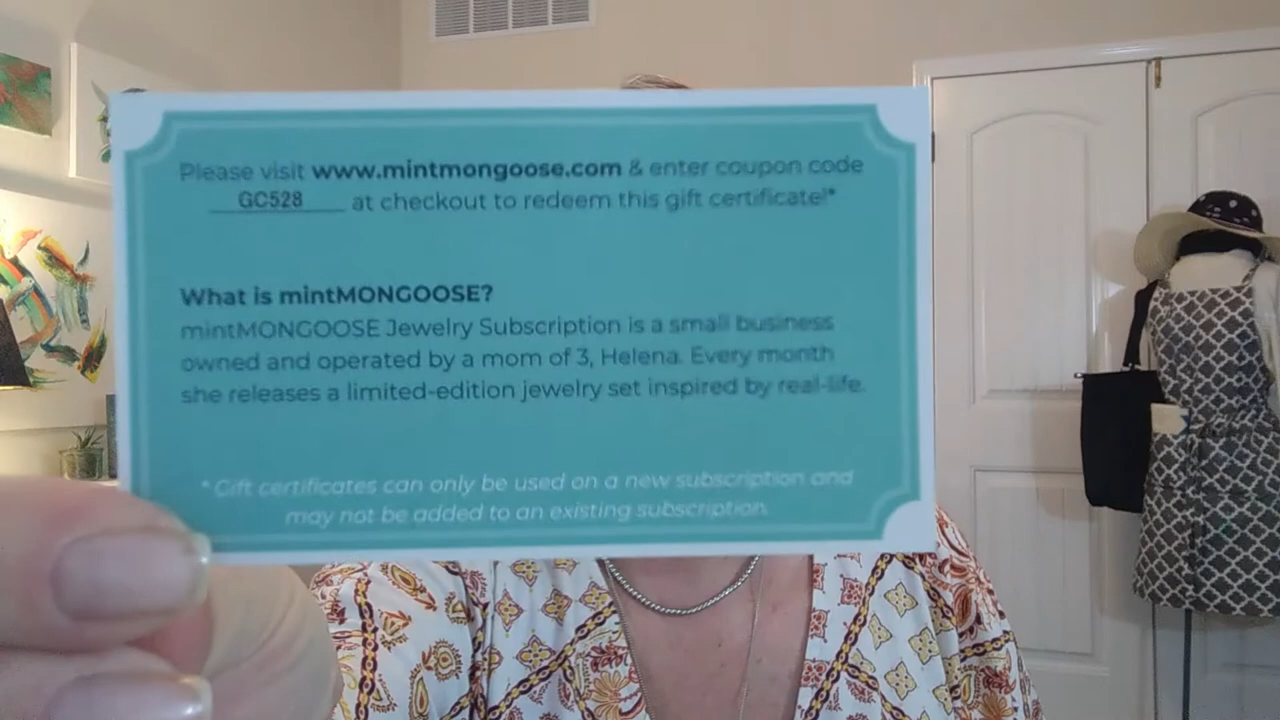 Please visit www.mintmongoose.com & enter coupon code
GC528 at checkout to redeem this gift certificate!*
What is mintMONGOOSE?
mintMONGOOSE Jewelry Subscription is a small business
owned and operated by a mom of 3, Helena. Every month
she releases a limited-edition jewelry set inspired by real-life.
* Gift certificates can only be used on a new subscription and
may not be added to an existing subscription.